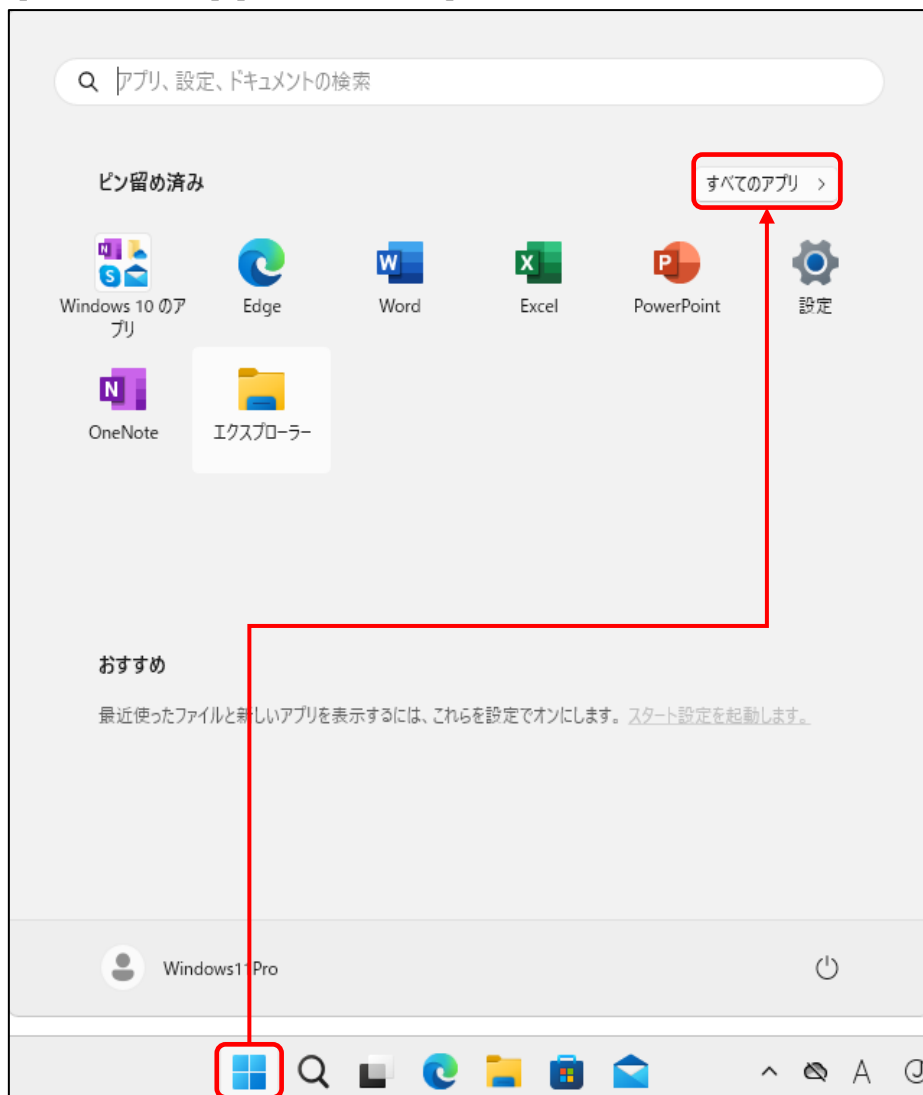 アプリ、設定、ドキュメントの検索
ピン留め済み
すべてのアプリ >
Windows 10 のア
プリ
Edge
Word
Excel
PowerPoint
設定
OneNote
エクスプローラー
おすすめ
最近使ったファイルと新しいアプリを表示するには、これらを設定でオンにします。スタート設定を起動します。
Windows11Pro
A